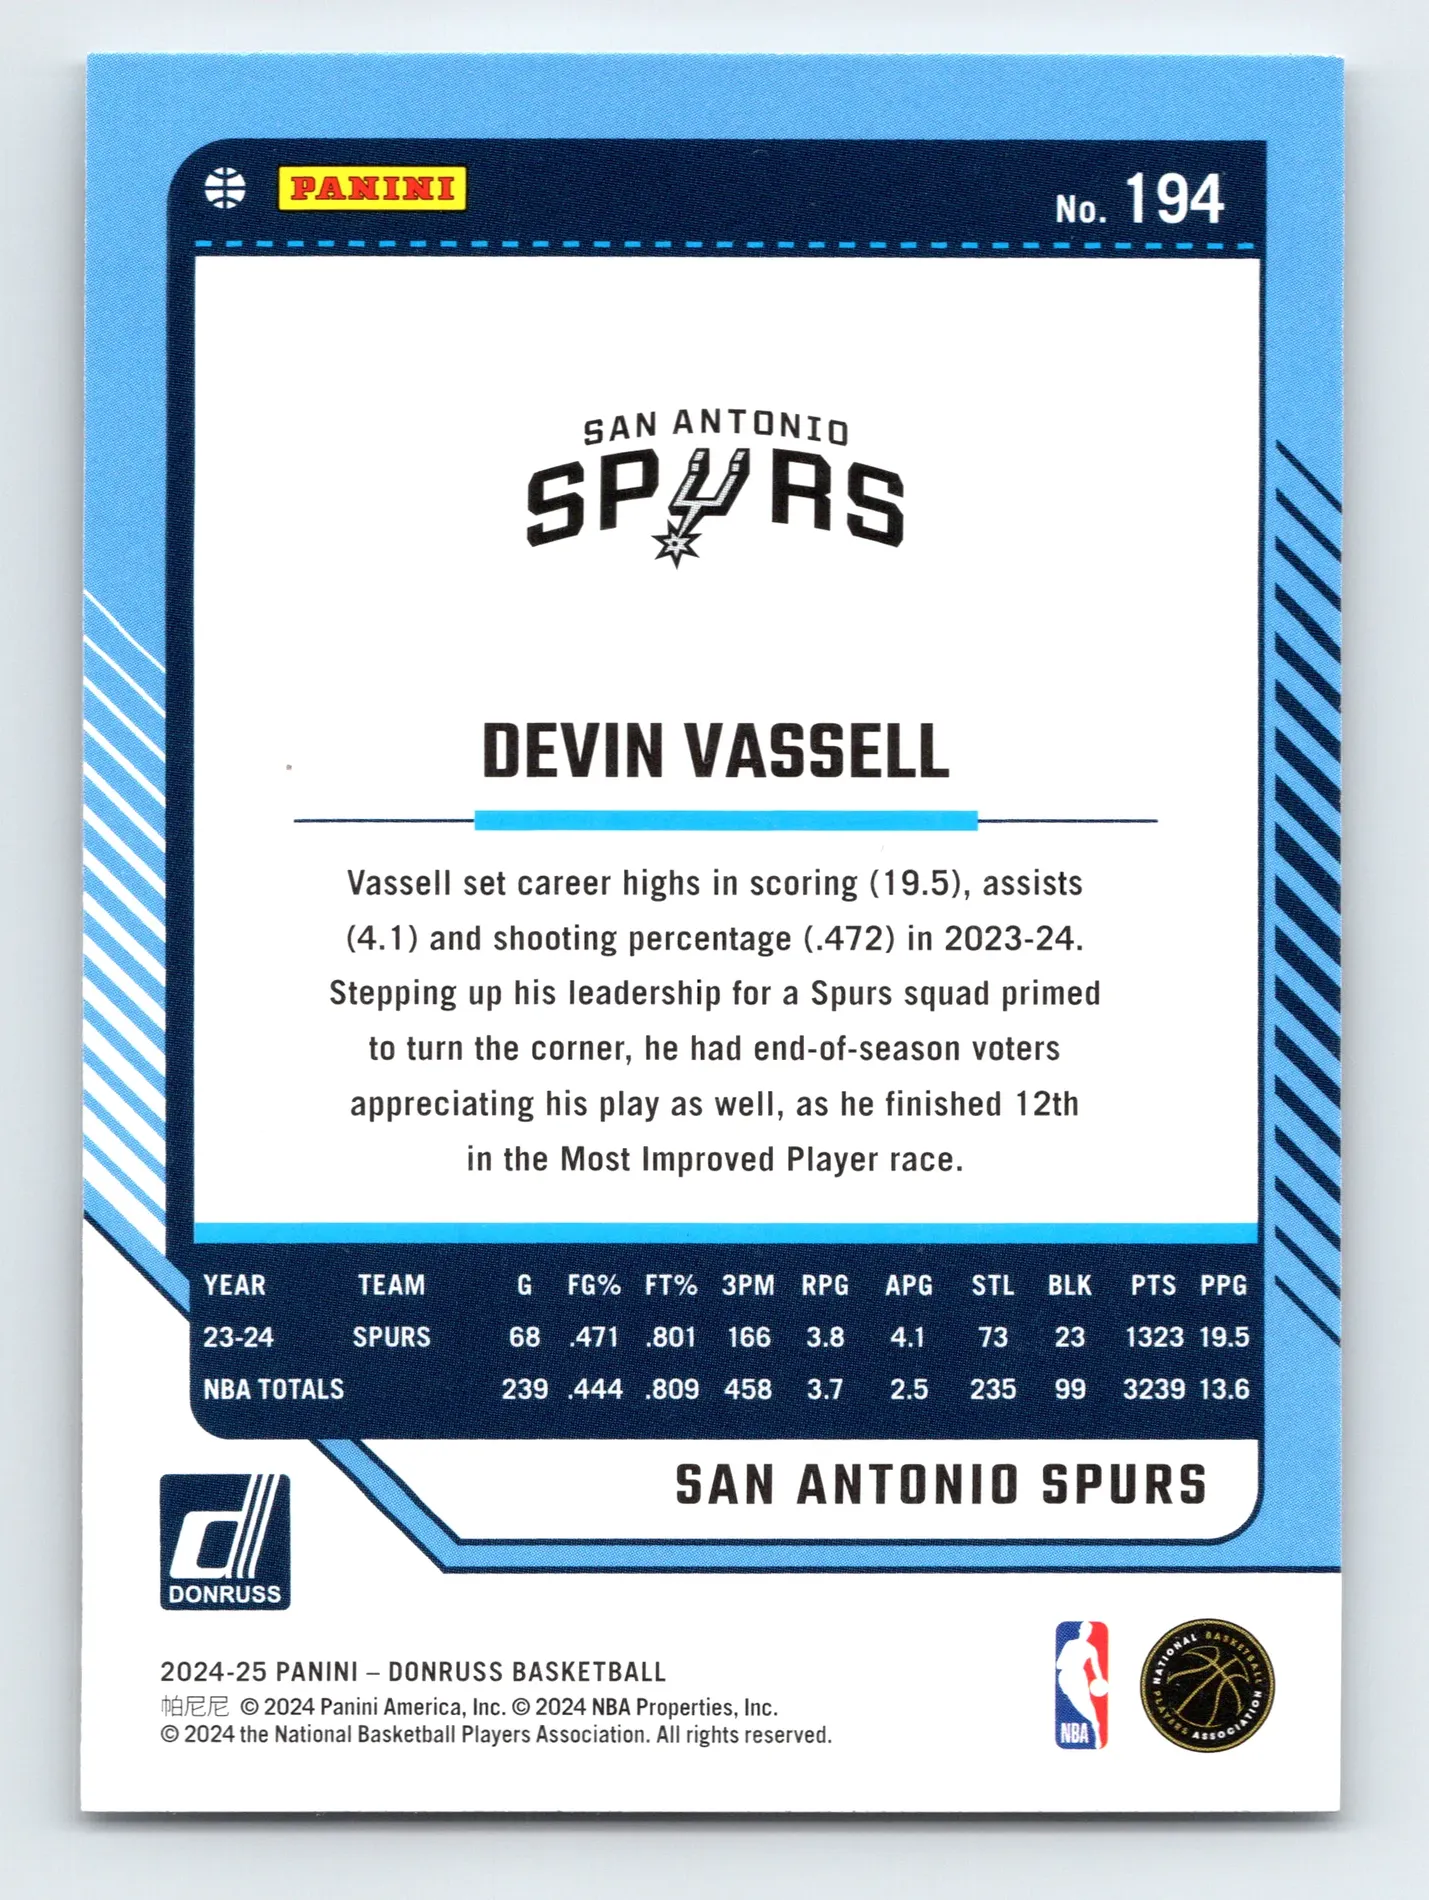 PANINI
No. 194
SAN ANTONIO
SPURS
DEVIN VASSELL
Vassell set career highs in scoring (19.5), assists
(4.1) and shooting percentage (.472) in 2023-24.
Stepping up his leadership for a Spurs squad primed
to turn the corner, he had end-of-season voters
appreciating his play as well, as he finished 12th
in the Most Improved Player race.
YEAR TEAM G FG% FT% 3PM RPG APG STL BLK PTS PPG
23-24 SPURS 68 .471 .801 166 3.8 4.1 73 23 1323 19.5
NBA TOTALS 239 .444 .809 458 3.7 2.5 235 99 3239 13.6
SAN ANTONIO SPURS
d
DONRUSS
2024-25 PANINI – DONRUSS BASKETBALL
帕尼尼 © 2024 Panini America, Inc. © 2024 NBA Properties, Inc.
© 2024 the National Basketball Players Association. All rights reserved.
NBA
NATIONAL BASKETBALL
PLAYERS ASSOCIATION